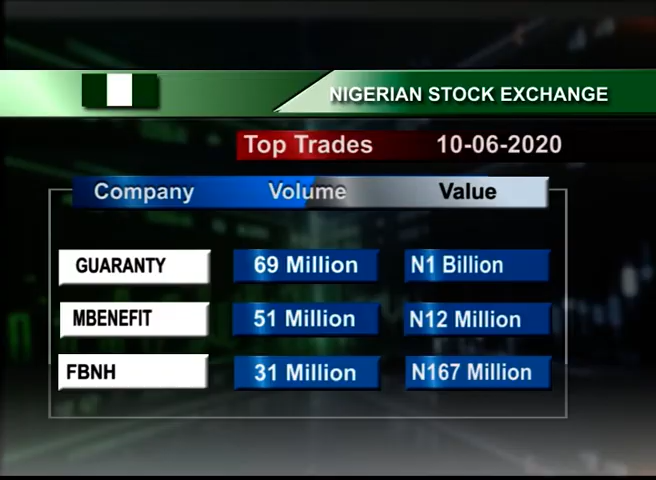 NIGERIAN STOCK EXCHANGE
Top Trades 10-06-2020
Company Volume Value
GUARANTY 69 Million N1 Billion
MBENEFIT 51 Million N12 Million
FBNH 31 Million N167 Million